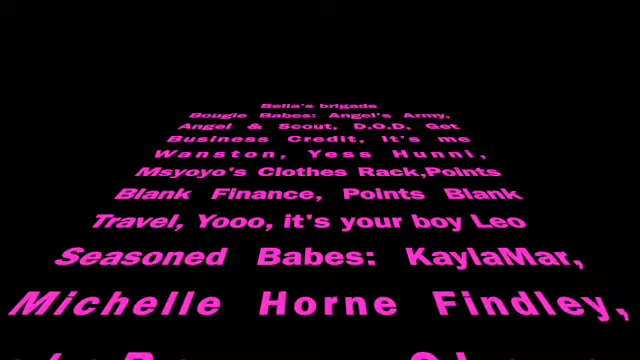 Bella's brigade
Bougie Babes: Angel's Army,
Angel & Scout, D.O.D, Get
Business Credit, it's me
Wanston, Yess Hunni,
Msyoyo's Clothes Rack,Points
Blank Finance, Points Blank
Travel, Yooo, it's your boy Leo
Seasoned Babes: KaylaMar,
Michelle Horne Findley,